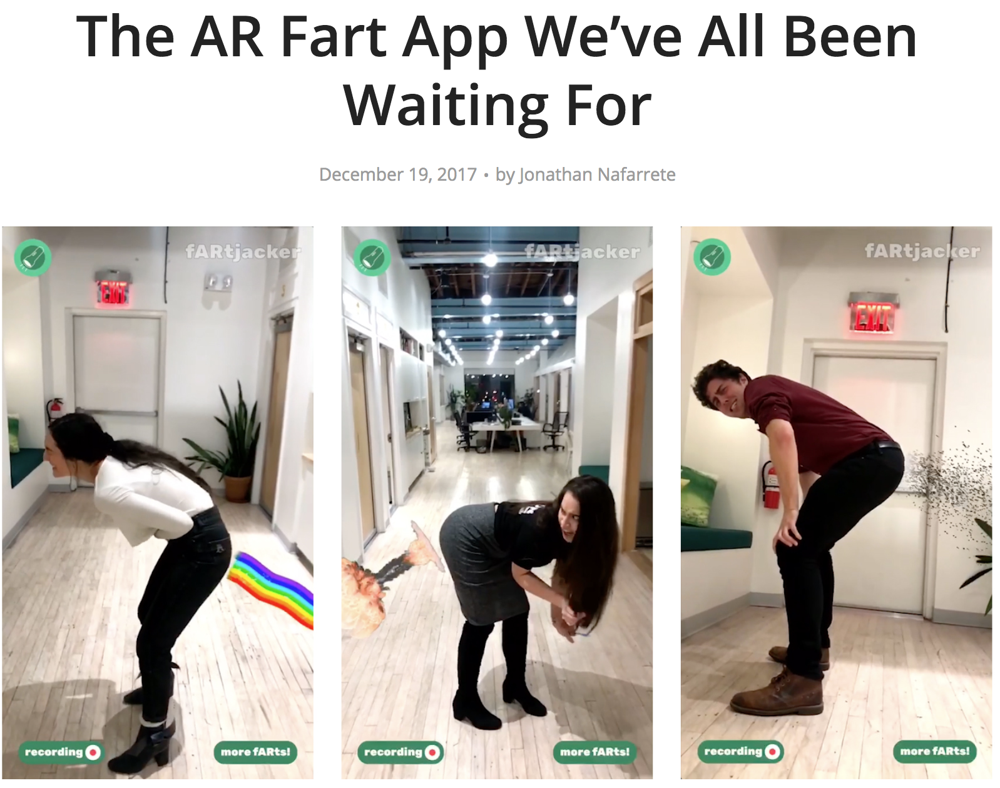 The AR Fart App We’ve All Been
Waiting For
December 19, 2017 • by Jonathan Nafarrete
fARtjacker
fARtjacker
fARtjacker
EXIT
EXIT
recording
more fARts!
recording
more fARts!
recording
more fARts!